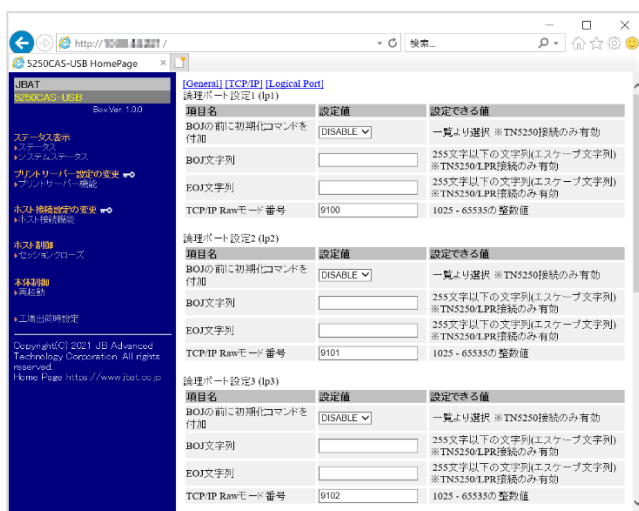 http://
検索...
5250CAS-USB HomePage
JBAT
5250CAS-USB
Box Ver. 1.0.0
ステータス表示
ステータス
システムステータス
プリントサーバー設定の変更
プリントサーバー機能
ホスト接続設定の変更
ホスト接続機能
ホスト制御
セッションクローズ
本体制御
再起動
工場出荷時設定
Copyright(C) 2021 JB Advanced
Technology Corporation. All rights
reserved.
Home Page https://www.jbat.co.jp
[General] [TCP/IP] [Logical Port]
論理ポート設定1 (lp1)
項目名 設定値 設定できる値
BOJの前に初期化コマンドを
付加 DISABLE 一覧より選択 ※TN5250接続のみ有効
BOJ文字列 255文字以下の文字列(エスケープ文字列)
※TN5250/LPR接続のみ有効
EOJ文字列 255文字以下の文字列(エスケープ文字列)
※TN5250/LPR接続のみ有効
TCP/IP Rawモード番号 9100 1025 - 65535の 整数値
論理ポート設定2 (lp2)
項目名 設定値 設定できる値
BOJの前に初期化コマンドを
付加 DISABLE 一覧より選択 ※TN5250接続のみ有効
BOJ文字列 255文字以下の文字列(エスケープ文字列)
※TN5250/LPR接続のみ有効
EOJ文字列 255文字以下の文字列(エスケープ文字列)
※TN5250/LPR接続のみ有効
TCP/IP Rawモード番号 9101 1025 - 65535の 整数値
論理ポート設定3 (lp3)
項目名 設定値 設定できる値
BOJの前に初期化コマンドを
付加 DISABLE 一覧より選択 ※TN5250接続のみ有効
BOJ文字列 255文字以下の文字列(エスケープ文字列)
※TN5250/LPR接続のみ有効
EOJ文字列 255文字以下の文字列(エスケープ文字列)
※TN5250/LPR接続のみ有効
TCP/IP Rawモード番号 9102 1025 - 65535の 整数値